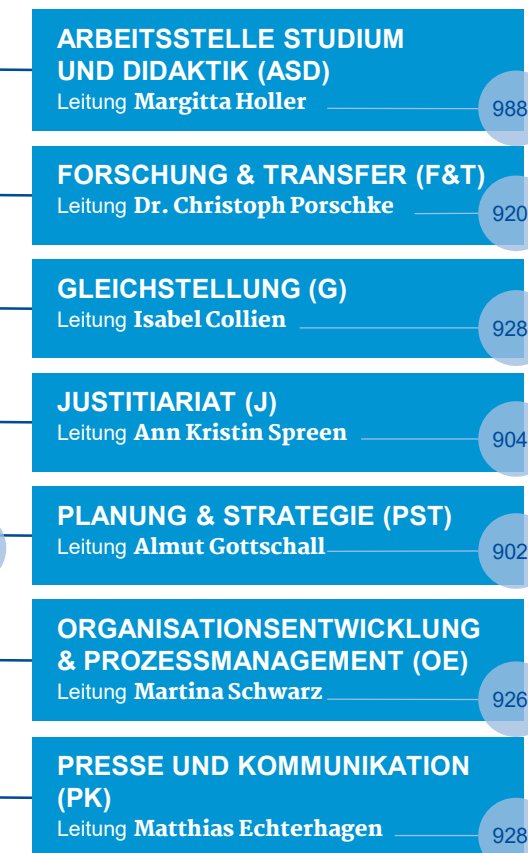 ARBEITSSTELLE STUDIUM
UND DIDAKTIK (ASD)
Leitung Margitta Holler 988
FORSCHUNG & TRANSFER (F&T)
Leitung Dr. Christoph Porschke 920
GLEICHSTELLUNG (G)
Leitung Isabel Collien 928
JUSTITIARIAT (J)
Leitung Ann Kristin Spreen 904
PLANUNG & STRATEGIE (PST)
Leitung Almut Gottschall 902
ORGANISATIONSENTWICKLUNG
& PROZESSMANAGEMENT (OE)
Leitung Martina Schwarz 926
PRESSE UND KOMMUNIKATION
(PK)
Leitung Matthias Echterhagen 928